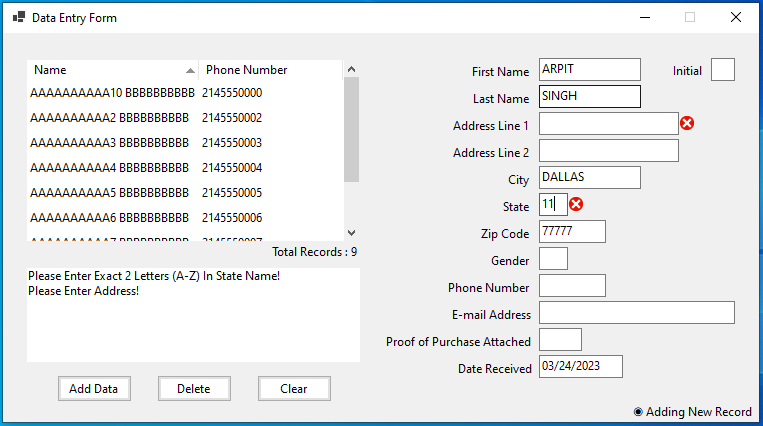 Data Entry Form
Name Phone Number
AAAAAAAAAA10 BBBBBBBBBB 2145550000
AAAAAAAAAA2 BBBBBBBBBB 2145550002
AAAAAAAAAA3 BBBBBBBBBB 2145550003
AAAAAAAAAA4 BBBBBBBBBB 2145550004
AAAAAAAAAA5 BBBBBBBBBB 2145550005
AAAAAAAAAA6 BBBBBBBBBB 2145550006
AAAAAAAAAA7 BBBBBBBBBB 2145550007
Total Records : 9
Please Enter Exact 2 Letters (A-Z) In State Name!
Please Enter Address!
Add Data Delete Clear
First Name ARPIT Initial
Last Name SINGH
Address Line 1
Address Line 2
City DALLAS
State 11
Zip Code 77777
Gender
Phone Number
E-mail Address
Proof of Purchase Attached
Date Received 03/24/2023
Adding New Record